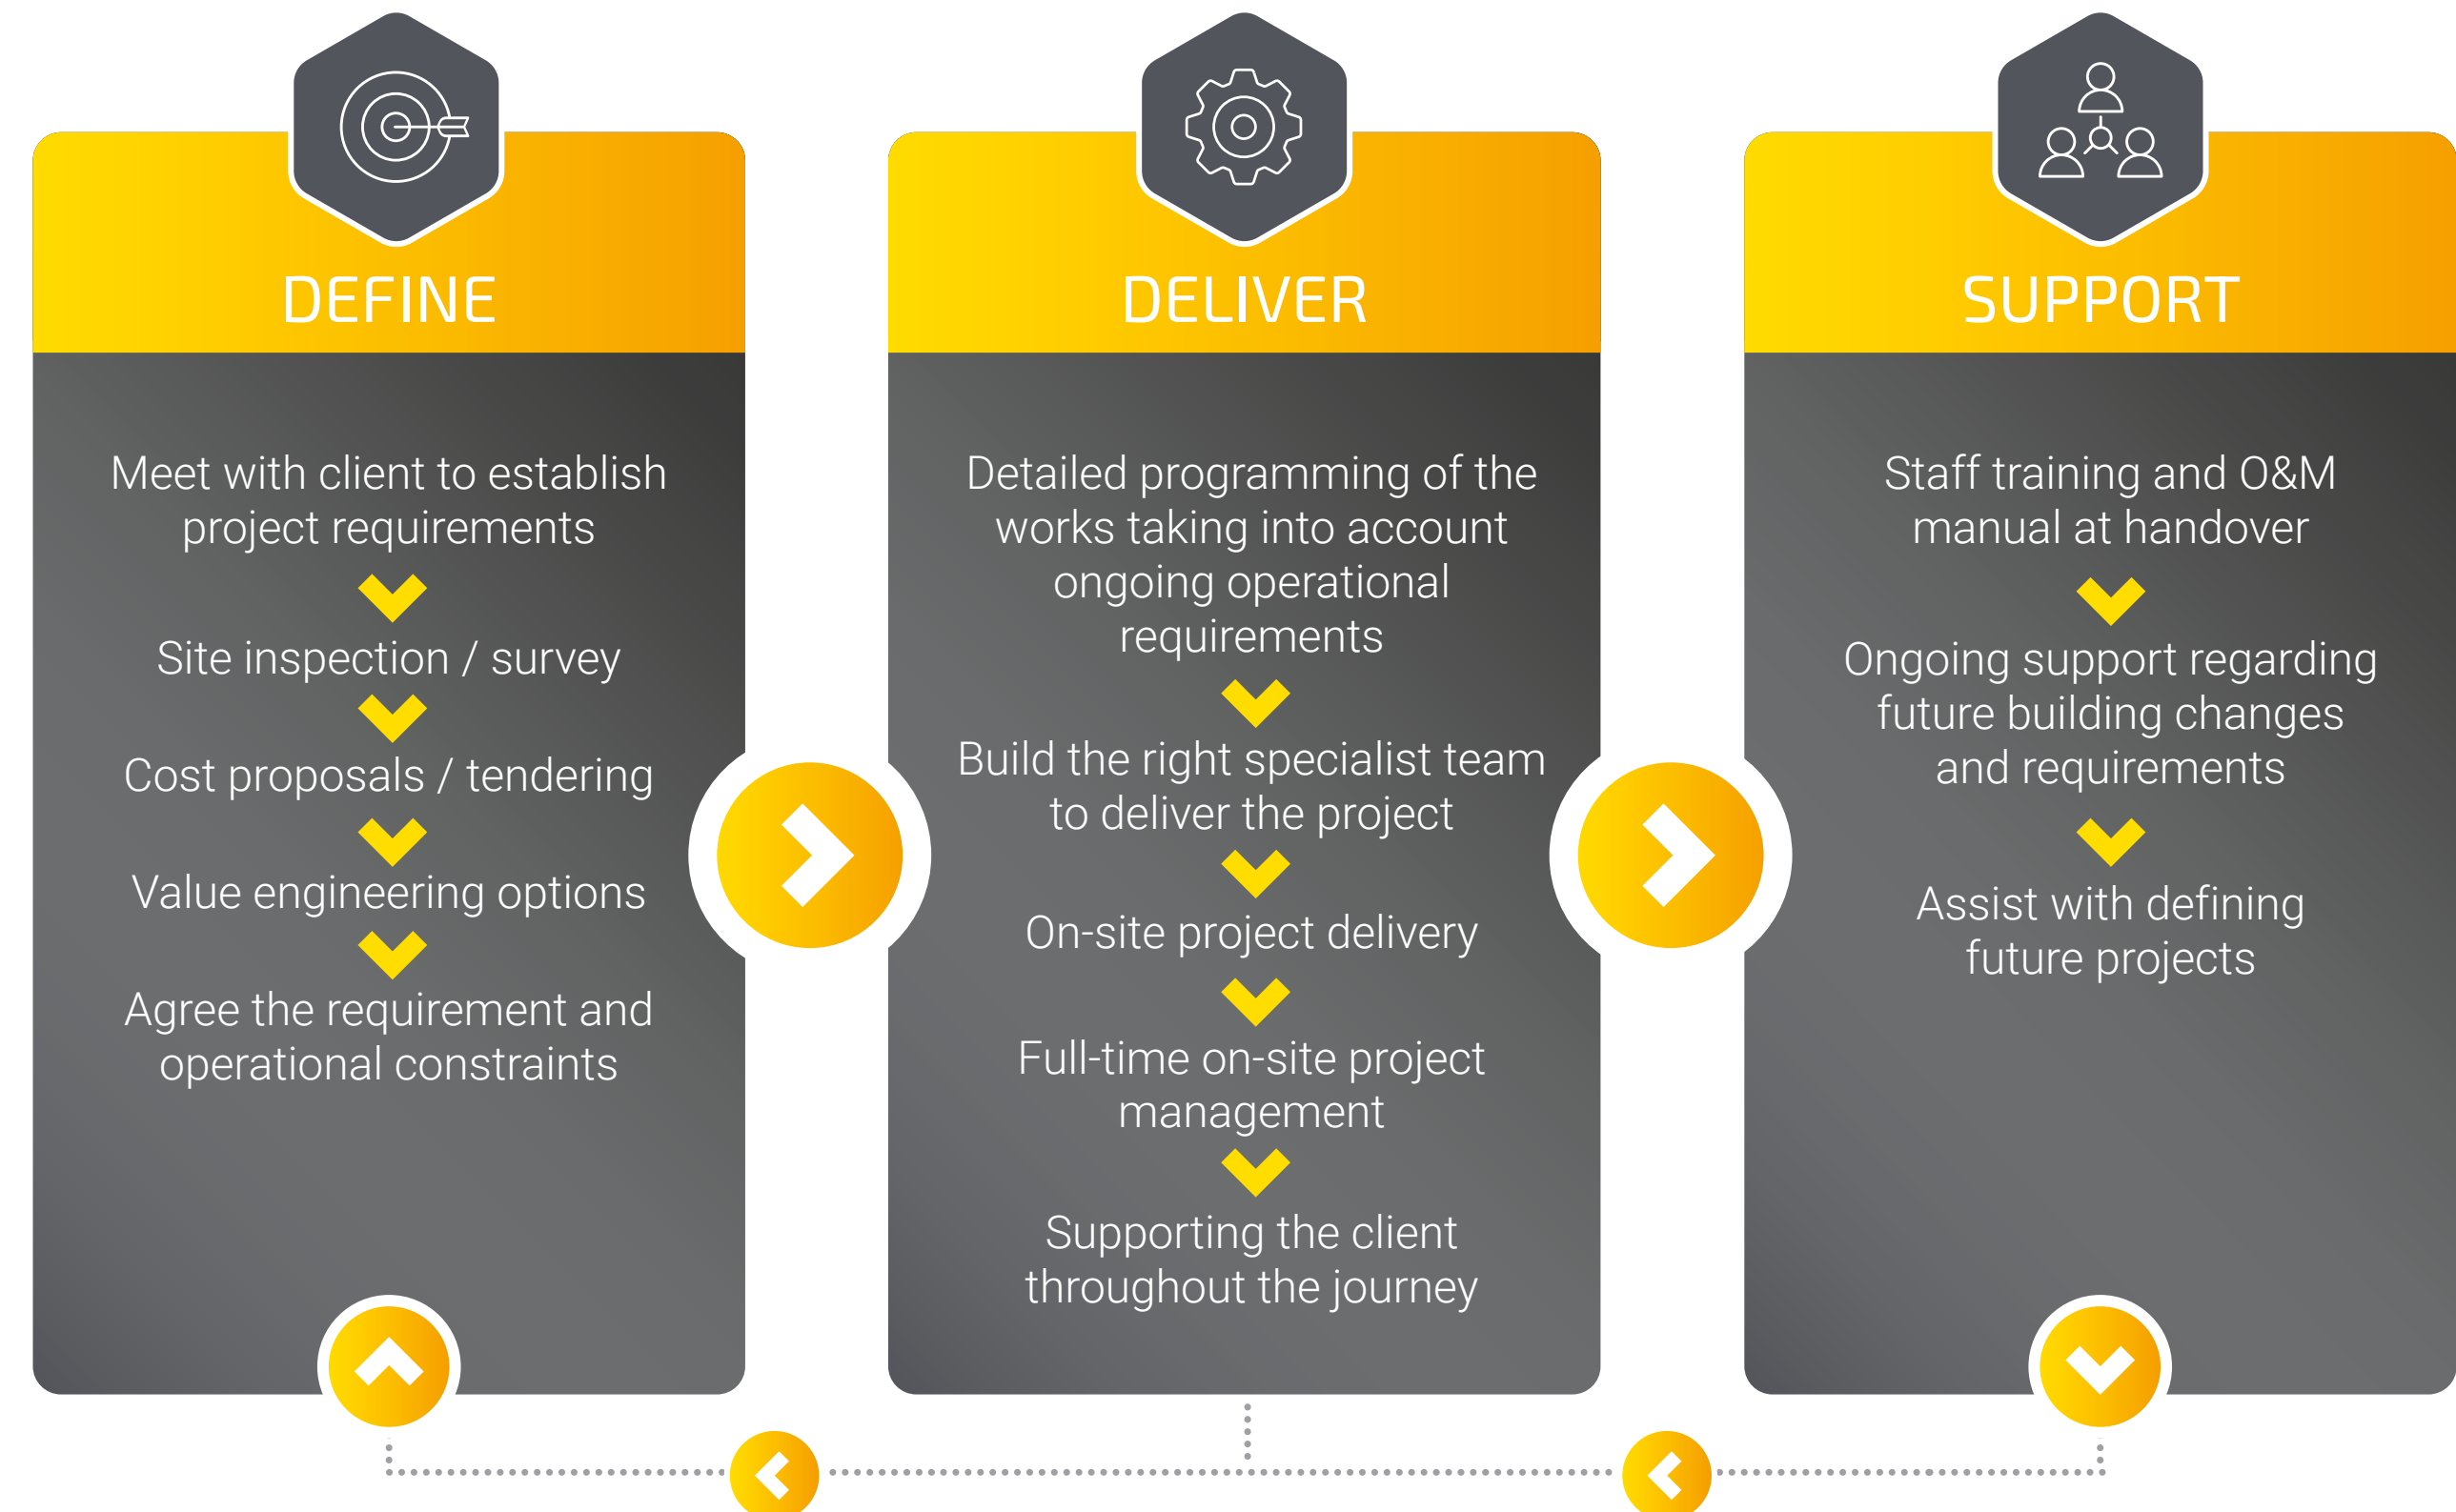 DEFINE
Meet with client to establish
project requirements
Site inspection / survey
Cost proposals / tendering
Value engineering options
Agree the requirement and
operational constraints
DELIVER
Detailed programming of the
works taking into account
ongoing operational
requirements
Build the right specialist team
to deliver the project
On-site project delivery
Full-time on-site project
management
Supporting the client
throughout the journey
SUPPORT
Staff training and O&M
manual at handover
Ongoing support regarding
future building changes
and requirements
Assist with defining
future projects